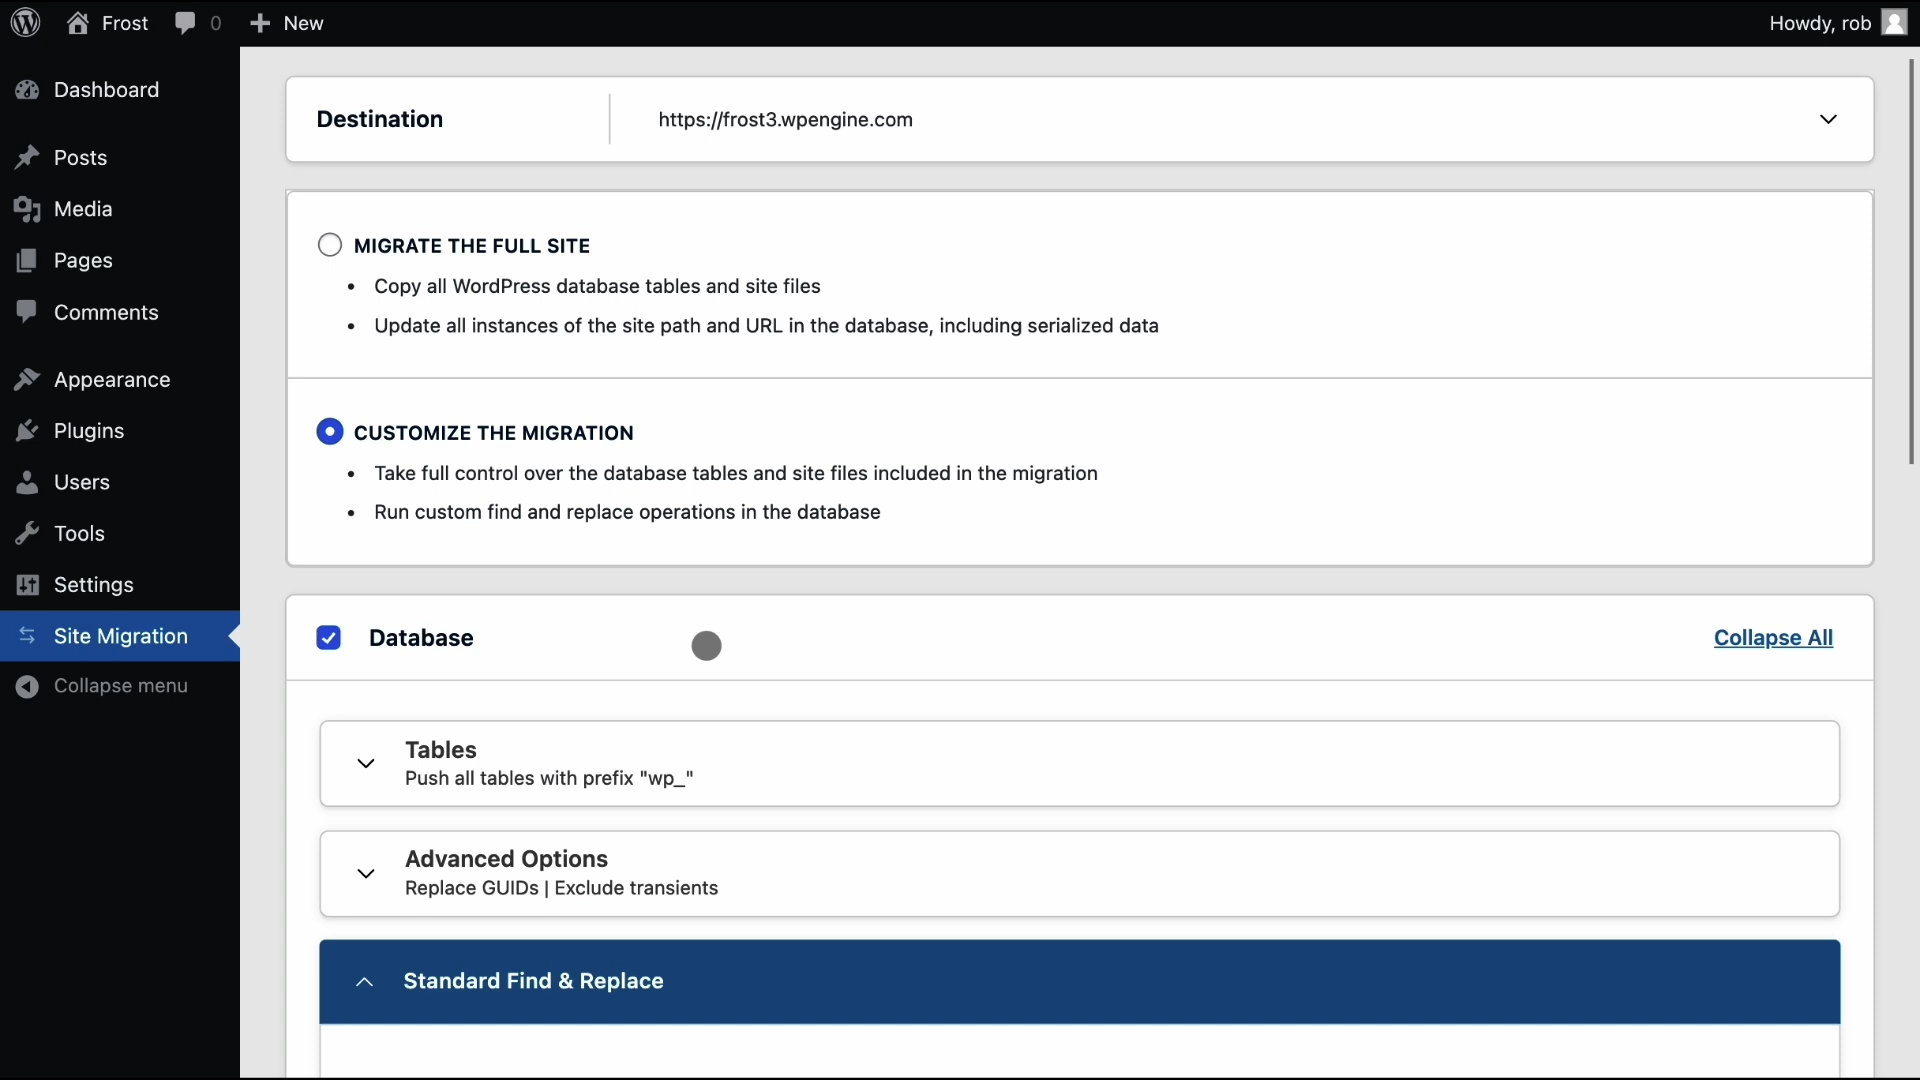 Frost
0
New
Howdy, rob
Dashboard
Posts
Media
Pages
Comments
Appearance
Plugins
Users
Tools
Settings
Site Migration
Collapse menu
Destination
https://frost3.wpengine.com
MIGRATE THE FULL SITE
• Copy all WordPress database tables and site files
• Update all instances of the site path and URL in the database, including serialized data
CUSTOMIZE THE MIGRATION
• Take full control over the database tables and site files included in the migration
• Run custom find and replace operations in the database
Database
Collapse All
Tables
Push all tables with prefix "wp_"
Advanced Options
Replace GUIDs | Exclude transients
Standard Find & Replace